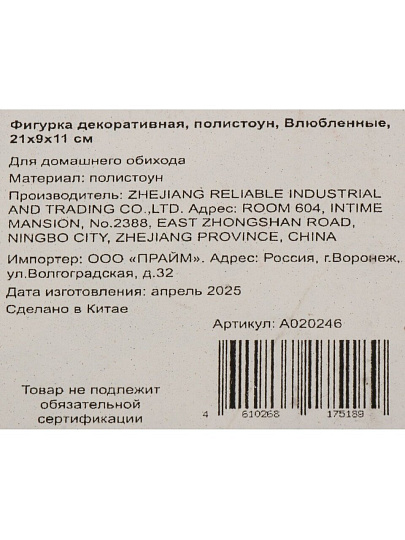 Фигурка декоративная, полистоун, Влюбленные,
21х9х11 см
Для домашнего обихода
Материал: полистоун
Производитель: ZHEJIANG RELIABLE INDUSTRIAL
AND TRADING CO.,LTD. Адрес: ROOM 604, INTIME
MANSION, No.2388, EAST ZHONGSHAN ROAD,
NINGBO CITY, ZHEJIANG PROVINCE, CHINA
Импортер: ООО «ПРАЙМ». Адрес: Россия, г.Воронеж,
ул.Волгоградская, д.32
Дата изготовления: апрель 2025
Сделано в Китае
Артикул: A020246
Товар не подлежит
обязательной
сертификации
4 610268 175189